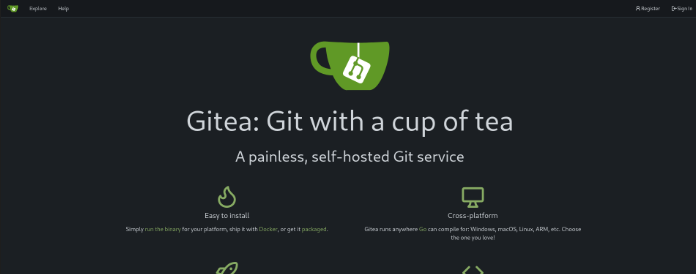 Explore Help Register Sign In
Gitea: Git with a cup of tea
A painless, self-hosted Git service
Easy to install
Simply run the binary for your platform, ship it with Docker, or get it packaged.
Cross-platform
Gitea runs anywhere Go can compile for: Windows, macOS, Linux, ARM, etc. Choose
the one you love!